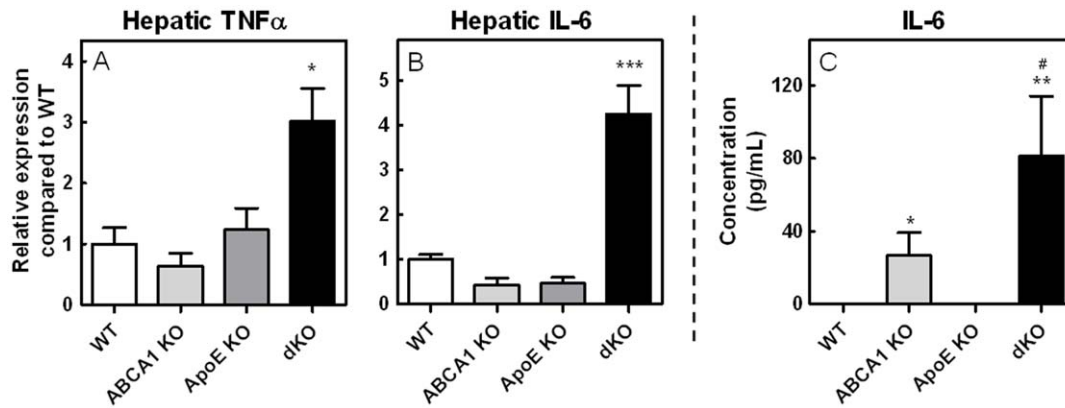 Hepatic TNFα
Hepatic IL-6
IL-6
A
B
C
Relative expression
compared to WT
4
3
2
1
0
*
WT
ABCA1 KO
ApoE KO
dKO
5
4
3
2
1
0
***
WT
ABCA1 KO
ApoE KO
dKO
Concentration
(pg/mL)
120
80
40
0
*
#
**
WT
ABCA1 KO
ApoE KO
dKO